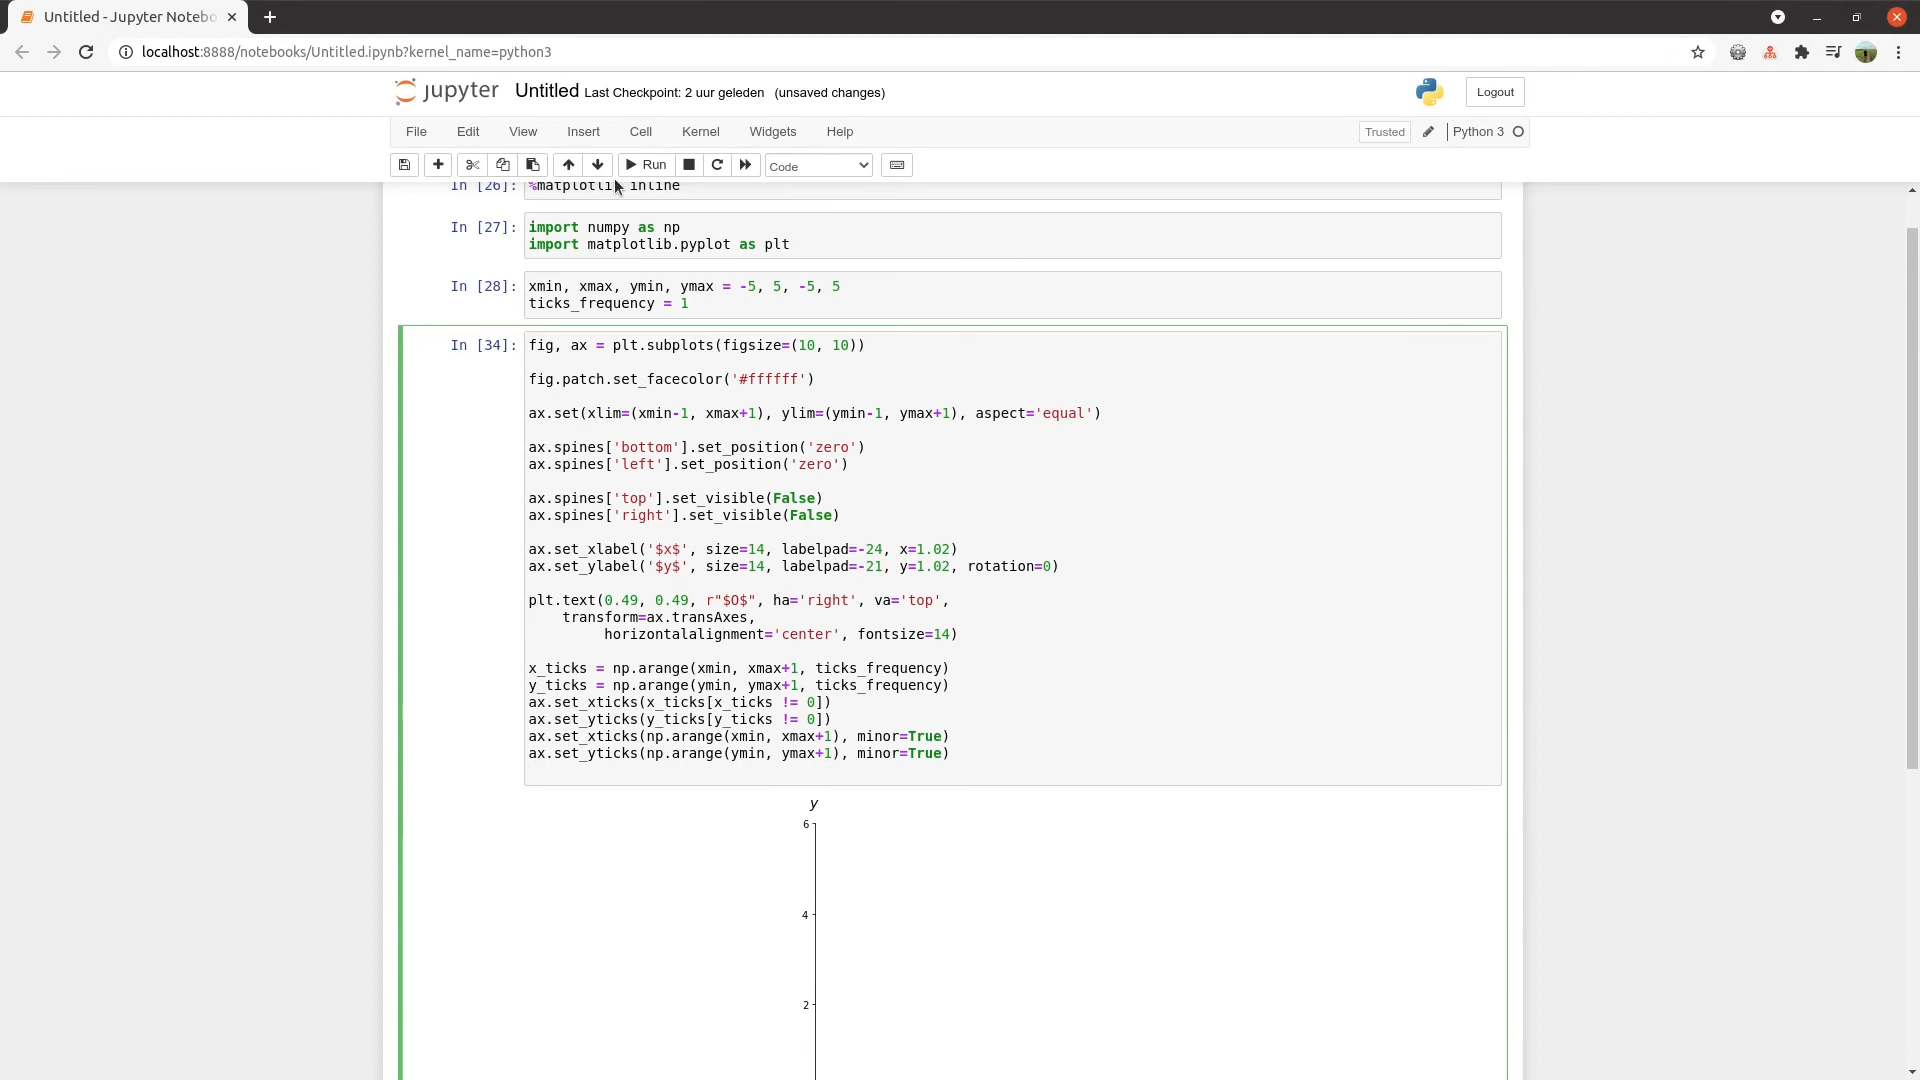 Untitled - Jupyter Notebo
localhost:8888/notebooks/Untitled.ipynb?kernel_name=python3
jupyter Untitled Last Checkpoint: 2 uur geleden (unsaved changes)
Logout
File Edit View Insert Cell Kernel Widgets Help
Trusted Python 3
Run Code
In [26]: %matplotlib inline
In [27]: import numpy as np
import matplotlib.pyplot as plt
In [28]: xmin, xmax, ymin, ymax = -5, 5, -5, 5
ticks_frequency = 1
In [34]: fig, ax = plt.subplots(figsize=(10, 10))
fig.patch.set_facecolor('#ffffff')
ax.set(xlim=(xmin-1, xmax+1), ylim=(ymin-1, ymax+1), aspect='equal')
ax.spines['bottom'].set_position('zero')
ax.spines['left'].set_position('zero')
ax.spines['top'].set_visible(False)
ax.spines['right'].set_visible(False)
ax.set_xlabel('$x$', size=14, labelpad=-24, x=1.02)
ax.set_ylabel('$y$', size=14, labelpad=-21, y=1.02, rotation=0)
plt.text(0.49, 0.49, r"$O$", ha='right', va='top',
transform=ax.transAxes,
horizontalalignment='center', fontsize=14)
x_ticks = np.arange(xmin, xmax+1, ticks_frequency)
y_ticks = np.arange(ymin, ymax+1, ticks_frequency)
ax.set_xticks(x_ticks[x_ticks != 0])
ax.set_yticks(y_ticks[y_ticks != 0])
ax.set_xticks(np.arange(xmin, xmax+1), minor=True)
ax.set_yticks(np.arange(ymin, ymax+1), minor=True)
y
6
4
2